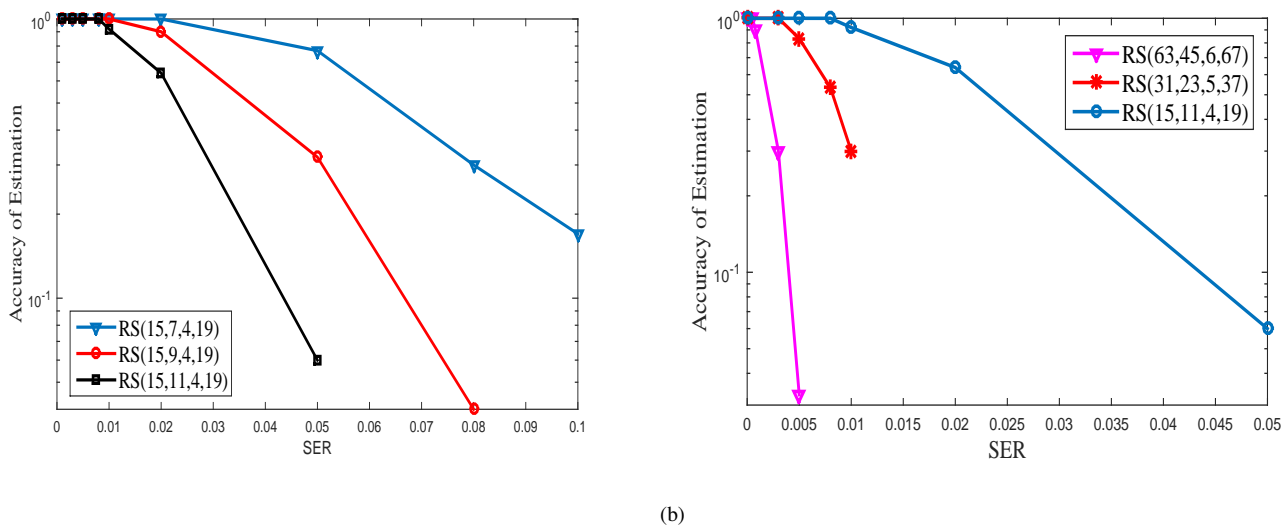 10^0
10^-1
Accuracy of Estimation
RS(15,7,4,19)
RS(15,9,4,19)
RS(15,11,4,19)
0 0.01 0.02 0.03 0.04 0.05 0.06 0.07 0.08 0.09 0.1
SER
10^0
10^-1
Accuracy of Estimation
RS(63,45,6,67)
RS(31,23,5,37)
RS(15,11,4,19)
0 0.005 0.01 0.015 0.02 0.025 0.03 0.035 0.04 0.045 0.05
SER
(b)